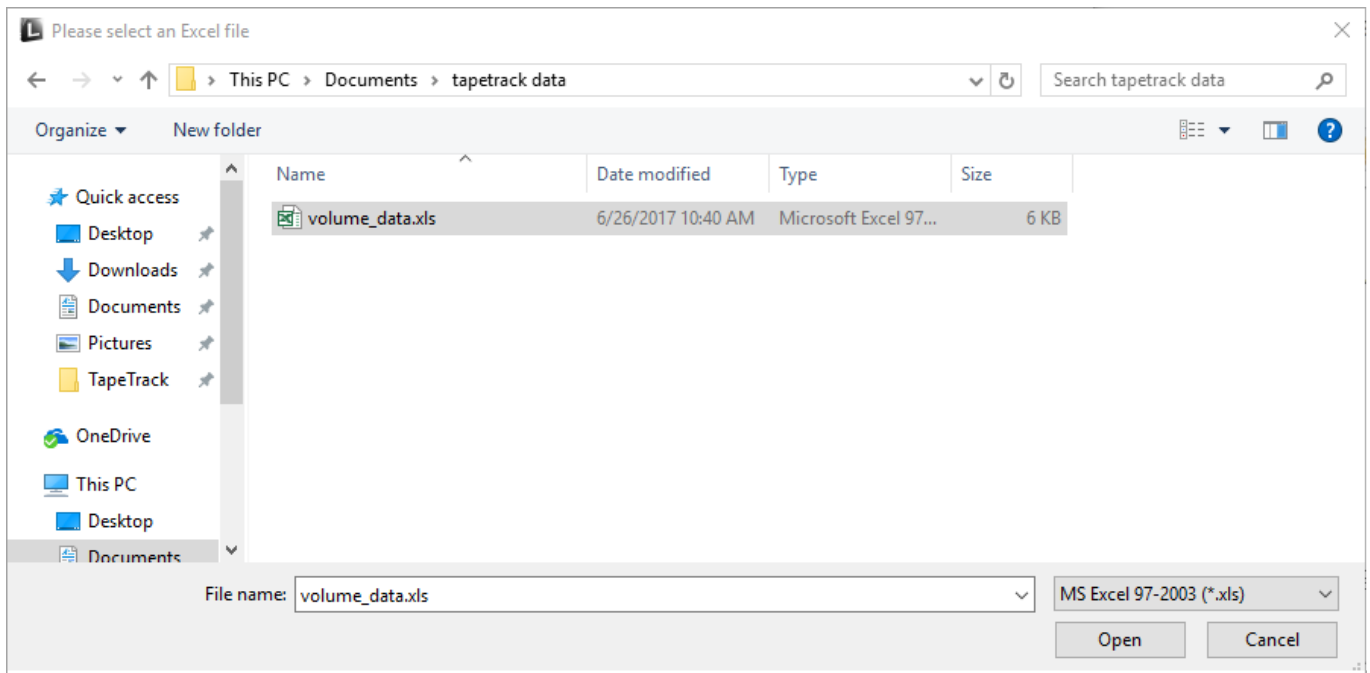 Please select an Excel file
This PC > Documents > tapetrack data
Search tapetrack data
Organize
New folder
Name Date modified Type Size
volume_data.xls 6/26/2017 10:40 AM Microsoft Excel 97... 6 KB
Quick access
Desktop
Downloads
Documents
Pictures
TapeTrack
OneDrive
This PC
Desktop
Documents
File name: volume_data.xls MS Excel 97-2003 (*.xls)
Open Cancel